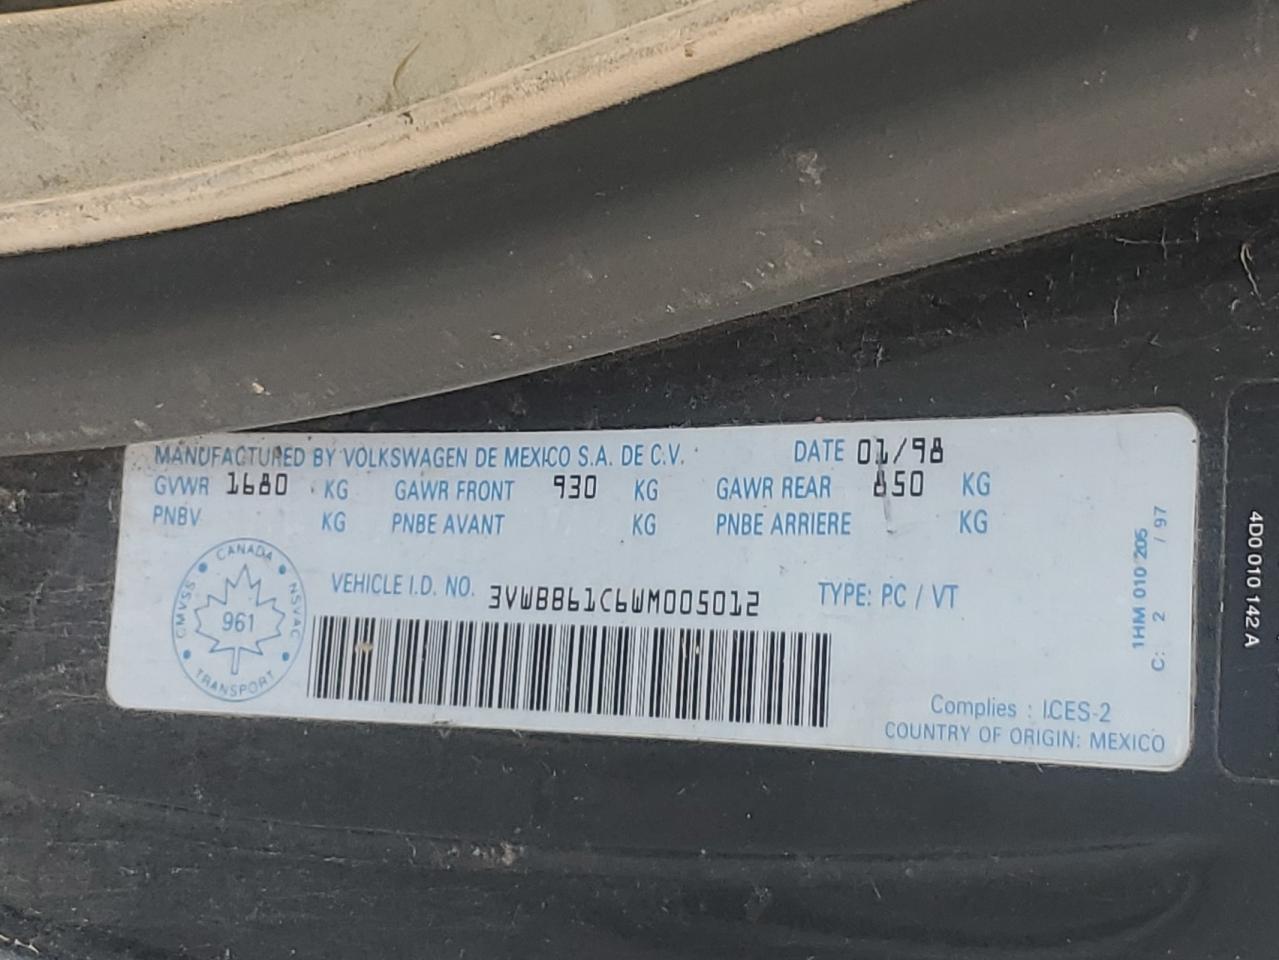 MANUFACTURED BY VOLKSWAGEN DE MEXICO S.A. DE C.V. DATE 01/98
GVWR 1680 KG GAWR FRONT 930 KG GAWR REAR 850 KG
PNBV KG PNBE AVANT KG PNBE ARRIERE KG
CANADA
CMVSS
NSVAC
961
TRANSPORT
VEHICLE I.D. NO. 3VWBB61C6WM005012 TYPE: PC / VT
Complies : ICES-2
COUNTRY OF ORIGIN: MEXICO
1HM 010 205
C: 2 / 97
4D0 010 142 A